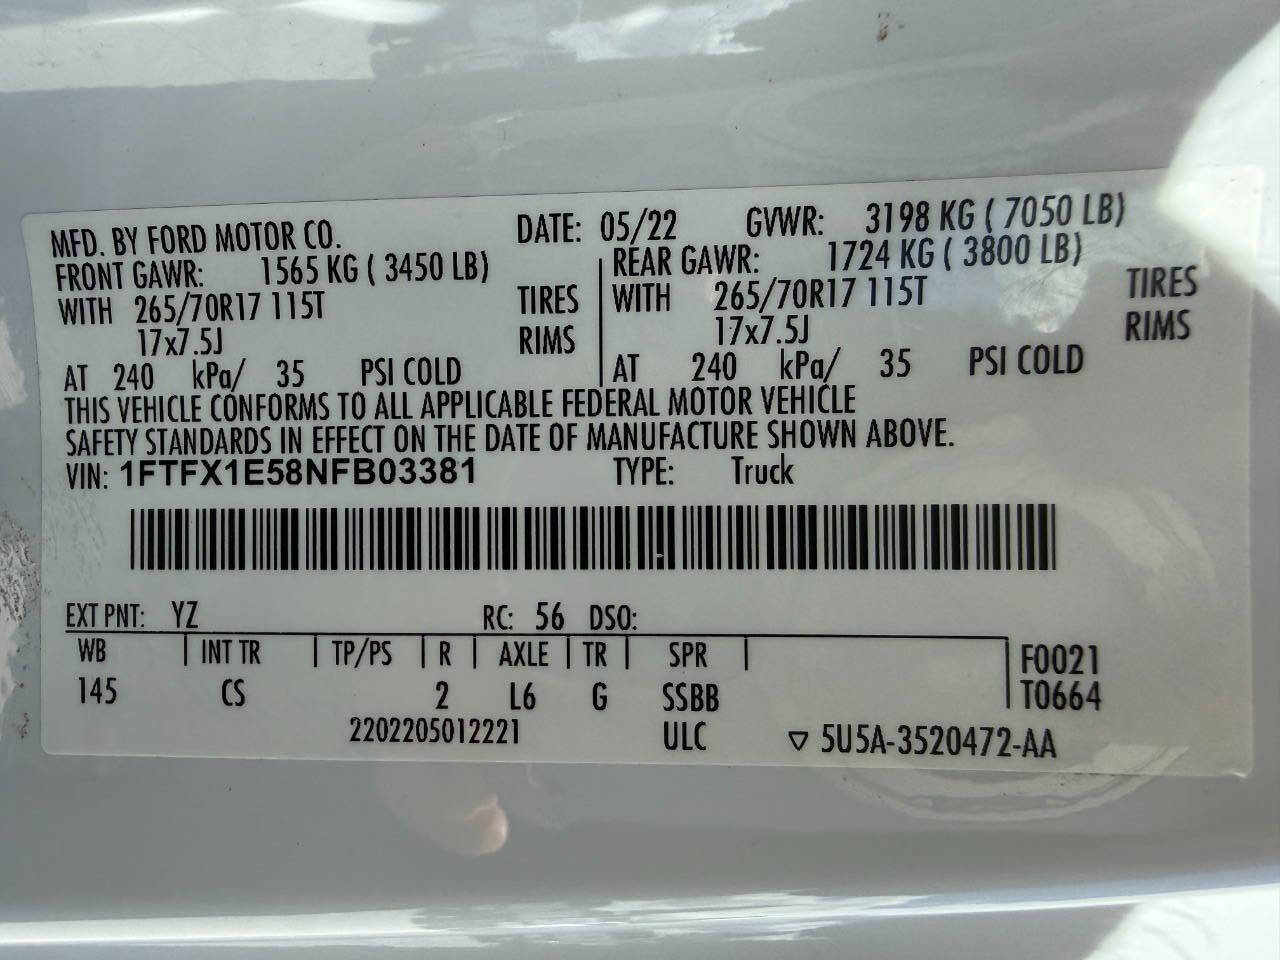 MFD. BY FORD MOTOR CO. DATE: 05/22 GVWR: 3198 KG ( 7050 LB)
FRONT GAWR: 1565 KG ( 3450 LB) REAR GAWR: 1724 KG ( 3800 LB)
WITH 265/70R17 115T TIRES WITH 265/70R17 115T TIRES
17x7.5J RIMS 17x7.5J RIMS
AT 240 kPa/ 35 PSI COLD AT 240 kPa/ 35 PSI COLD
THIS VEHICLE CONFORMS TO ALL APPLICABLE FEDERAL MOTOR VEHICLE
SAFETY STANDARDS IN EFFECT ON THE DATE OF MANUFACTURE SHOWN ABOVE.
VIN: 1FTFX1E58NFB03381 TYPE: Truck
EXT PNT: YZ RC: 56 DSO:
WB INT TR TP/PS R AXLE TR SPR F0021
145 CS 2 L6 G SSBB T0664
2202205012221 ULC ▽ 5U5A-3520472-AA